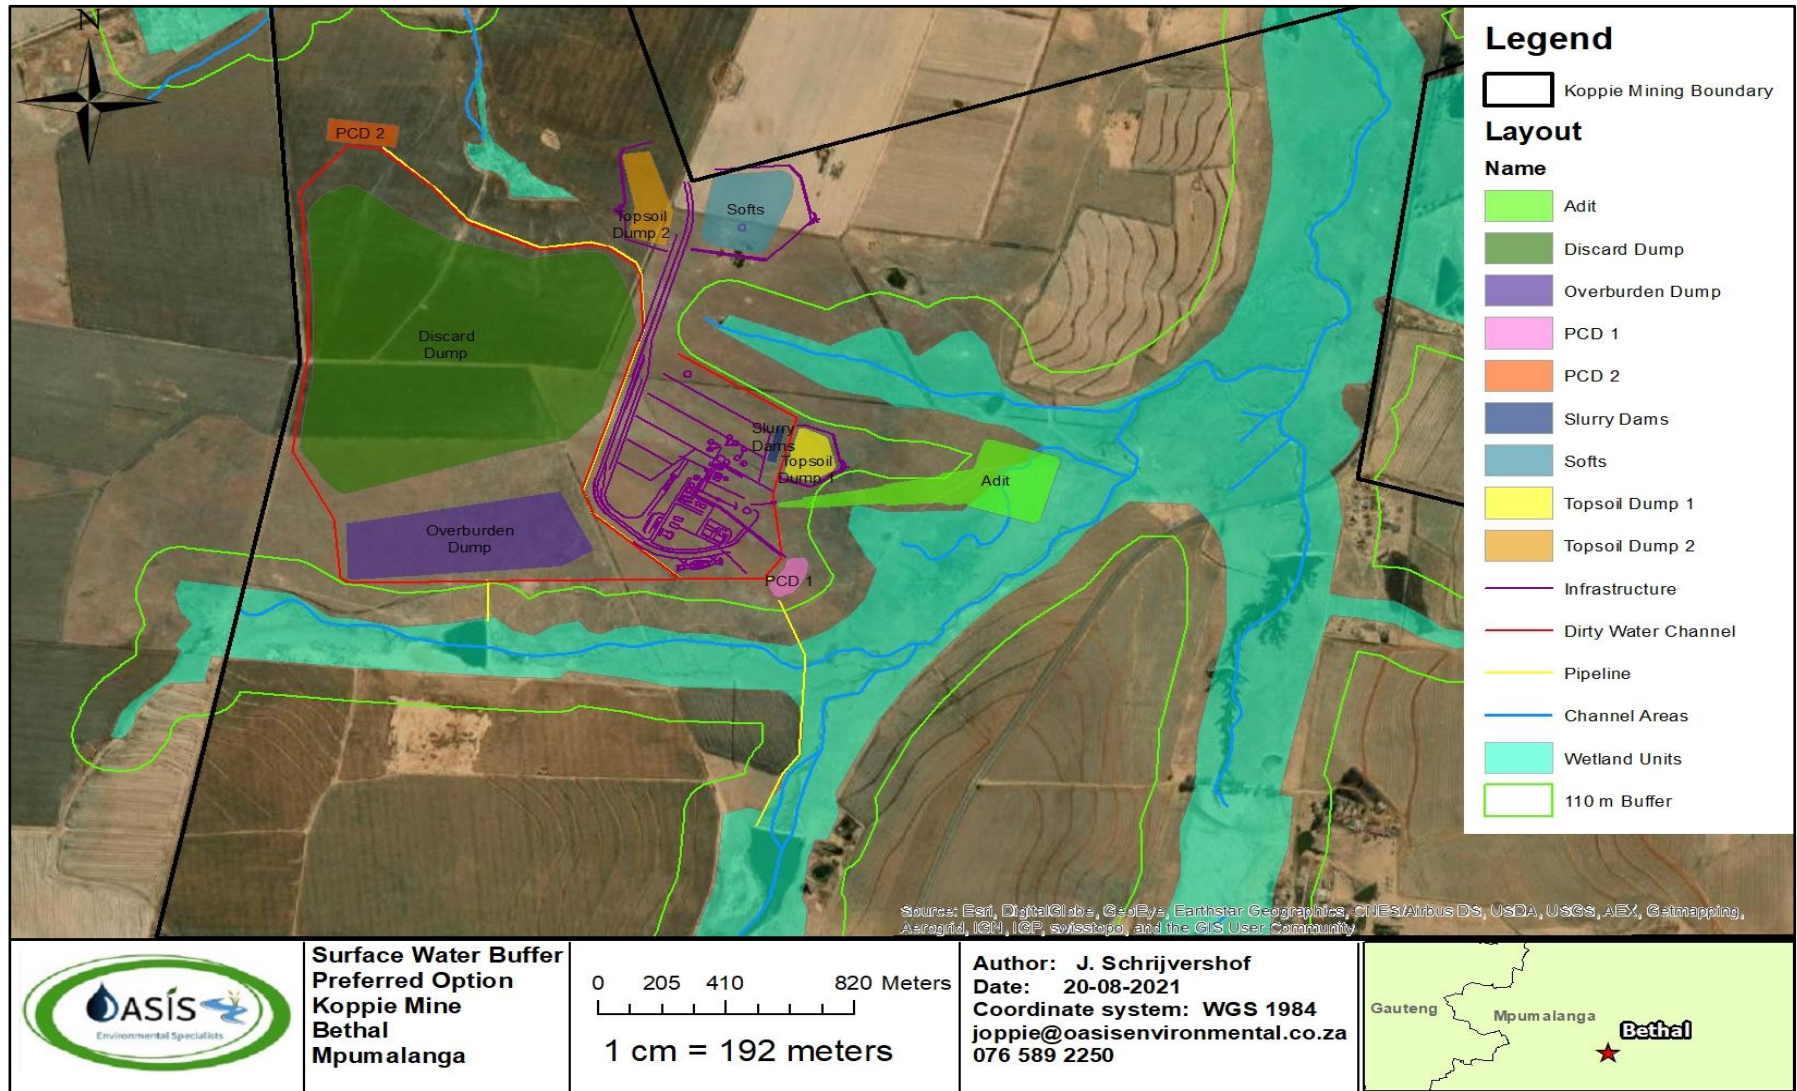 N
PCD 2
Topsoil
Dump 2
Softs
Discard
Dump
Slurry
Dams
Topsoil
Dump 1
Adit
Overburden
Dump
PCD 1
Legend
Koppie Mining Boundary
Layout
Name
Adit
Discard Dump
Overburden Dump
PCD 1
PCD 2
Slurry Dams
Softs
Topsoil Dump 1
Topsoil Dump 2
Infrastructure
Dirty Water Channel
Pipeline
Channel Areas
Wetland Units
110 m Buffer
Source: Esri, DigitalGlobe, GeoEye, Earthstar Geographics, CNES/Airbus DS, USDA, USGS, AEX, Getmapping,
Aerogrid, IGN, IGP, swisstopo, and the GIS User Community
OASIS
Environmental Specialists
Surface Water Buffer
Preferred Option
Koppie Mine
Bethal
Mpumalanga
0 205 410 820 Meters
1 cm = 192 meters
Author: J. Schrijvershof
Date: 20-08-2021
Coordinate system: WGS 1984
joppie@oasisenvironmental.co.za
076 589 2250
Gauteng
Mpumalanga
Bethal